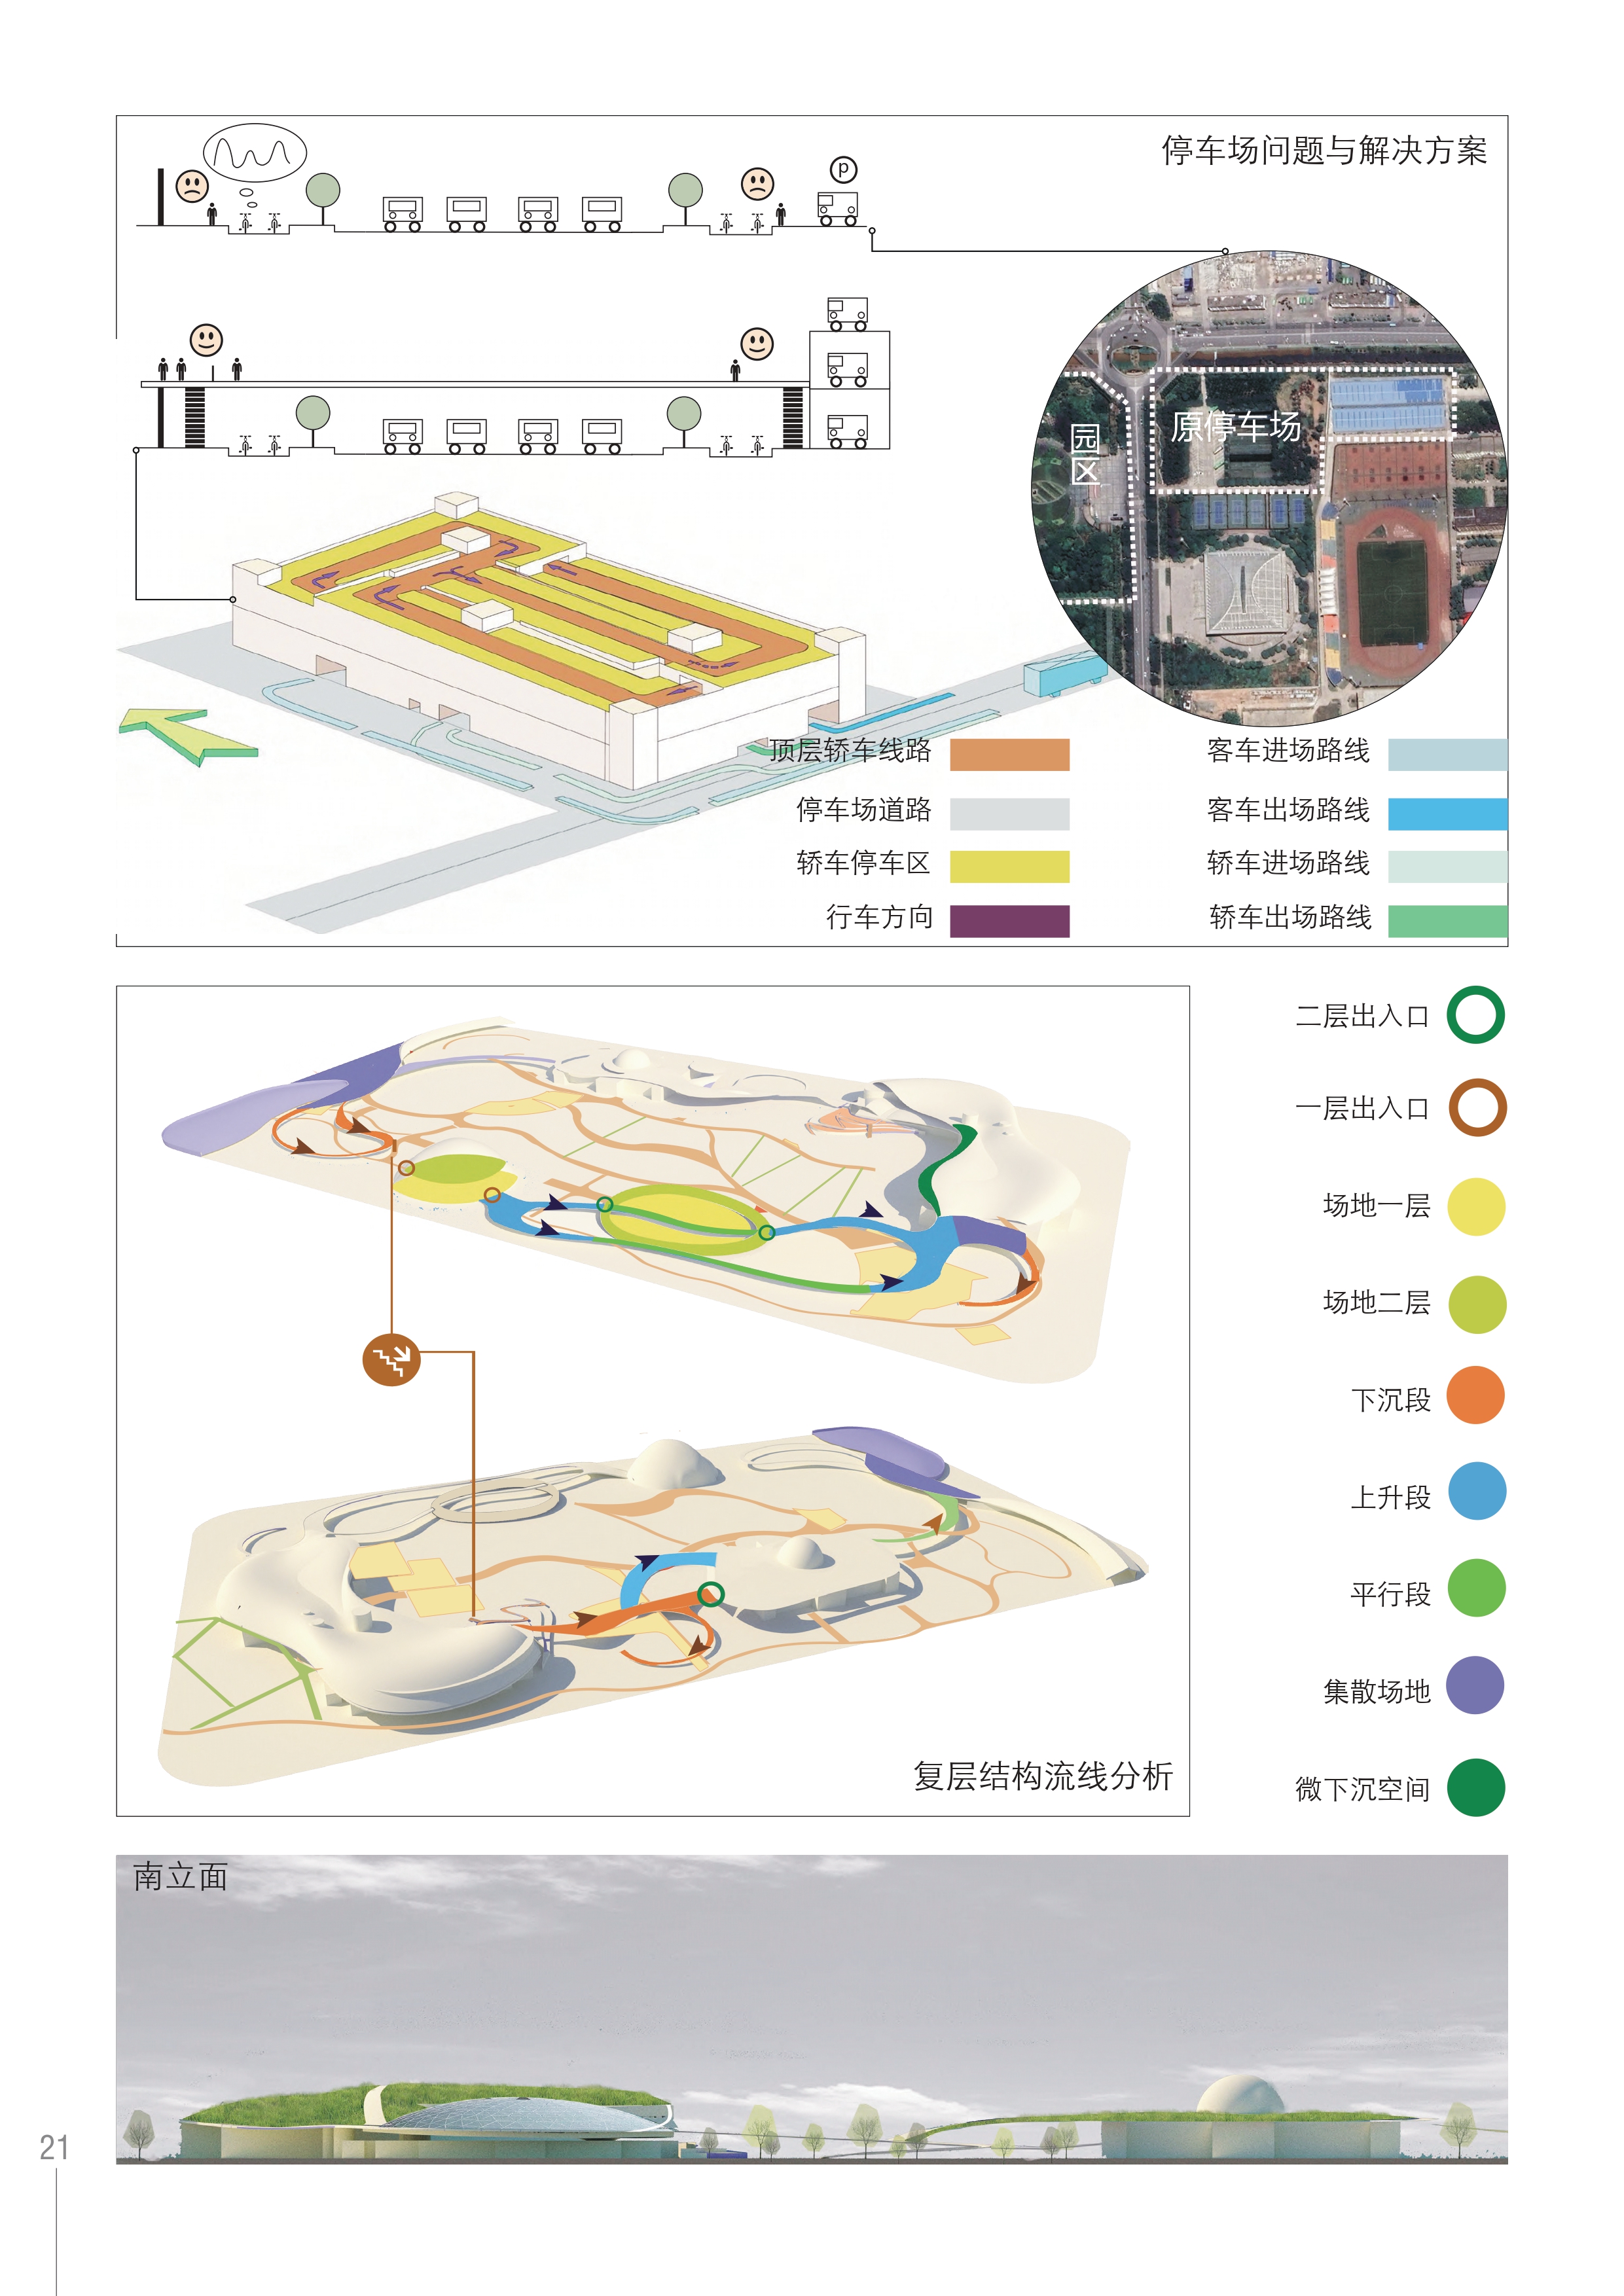 停车场问题与解决方案
p
原停车场
园区
顶层轿车线路
客车进场路线
停车场道路
客车出场路线
轿车停车区
轿车进场路线
行车方向
轿车出场路线
二层出入口
一层出入口
场地一层
场地二层
下沉段
上升段
平行段
集散场地
微下沉空间
复层结构流线分析
南立面
21